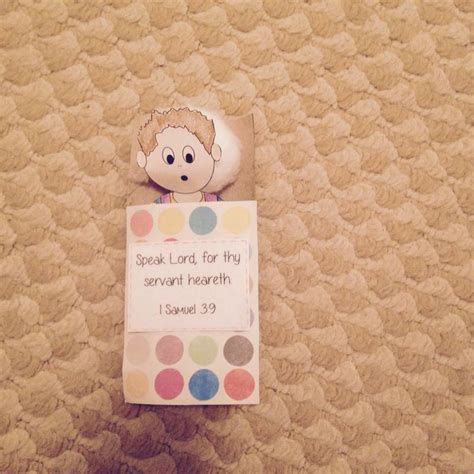 Speak Lord, for thy
servant heareth.
1 Samuel 3:9